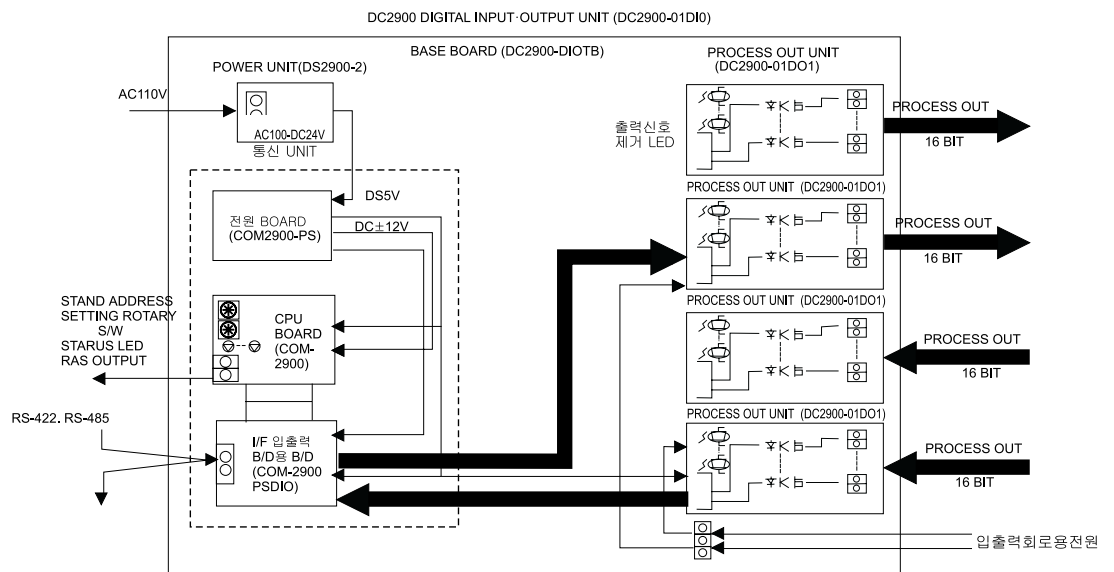 DC2900 DIGITAL INPUT·OUTPUT UNIT (DC2900-01DI0)
BASE BOARD (DC2900-DIOTB)
POWER UNIT(DS2900-2)
AC110V
AC100-DC24V
통신 UNIT
전원 BOARD
(COM2900-PS)
DS5V
DC±12V
STAND ADDRESS
SETTING ROTARY
S/W
STARUS LED
RAS OUTPUT
CPU
BOARD
(COM-
2900)
RS-422. RS-485
I/F 입출력
B/D용 B/D
(COM-2900
PSDIO)
PROCESS OUT UNIT
(DC2900-01DO1)
출력신호
제거 LED
PROCESS OUT
16 BIT
PROCESS OUT UNIT (DC2900-01DO1)
PROCESS OUT
16 BIT
PROCESS OUT UNIT (DC2900-01DO1)
PROCESS OUT
16 BIT
PROCESS OUT UNIT (DC2900-01DO1)
PROCESS OUT
16 BIT
입출력회로용전원